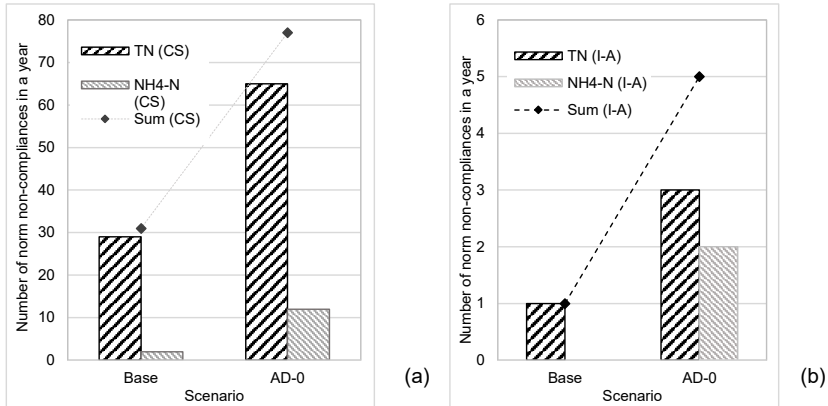 Number of norm non-compliances in a year
80
70
60
50
40
30
20
10
0
TN (CS)
NH4-N
(CS)
Sum (CS)
Base
AD-0
Scenario
(a)
Number of norm non-compliances in a year
6
5
4
3
2
1
0
TN (I-A)
NH4-N (I-A)
Sum (I-A)
Base
AD-0
Scenario
(b)